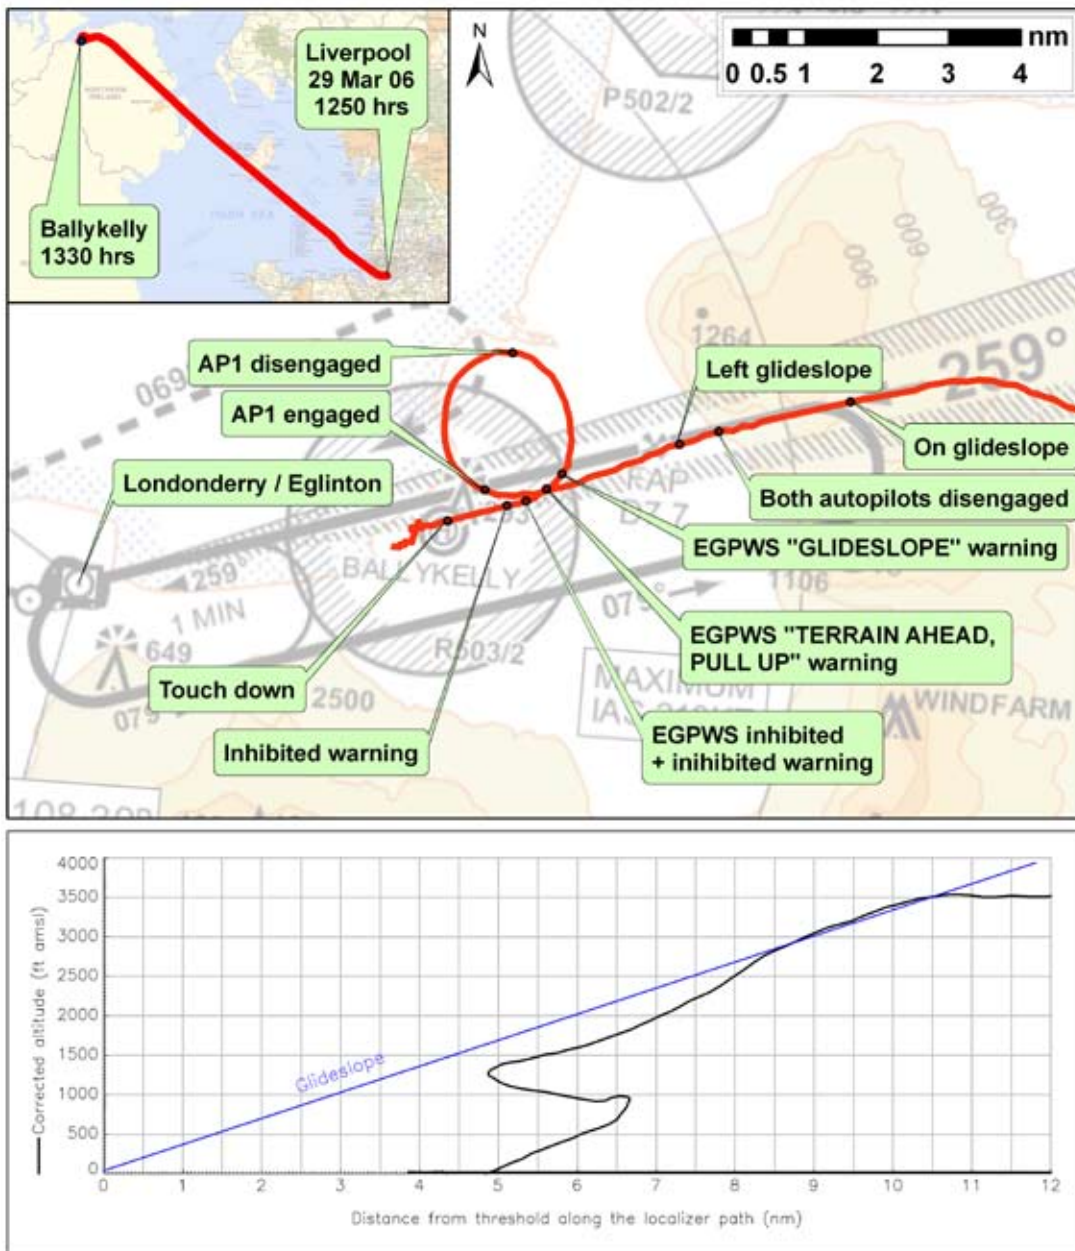 Liverpool
29 Mar 06
1250 hrs
Ballykelly
1330 hrs
N
nm
0 0.5 1 2 3 4
P502/2
300
600
900
1264
259°
069
AP1 disengaged
AP1 engaged
Londonderry / Eglinton
Left glideslope
On glideslope
Both autopilots disengaged
EGPWS "GLIDESLOPE" warning
EGPWS "TERRAIN AHEAD,
PULL UP" warning
FAP
D7.7
BALLYKELLY
259°
1 MIN
079°
1106
649
R503/2
Touch down
079
2500
Inhibited warning
EGPWS inhibited
+ inihibited warning
MAXIMUM
WINDFARM
Corrected altitude (ft amsl)
4000
3500
3000
2500
2000
1500
1000
500
0
Glideslope
0 1 2 3 4 5 6 7 8 9 10 11 12
Distance from threshold along the localizer path (nm)